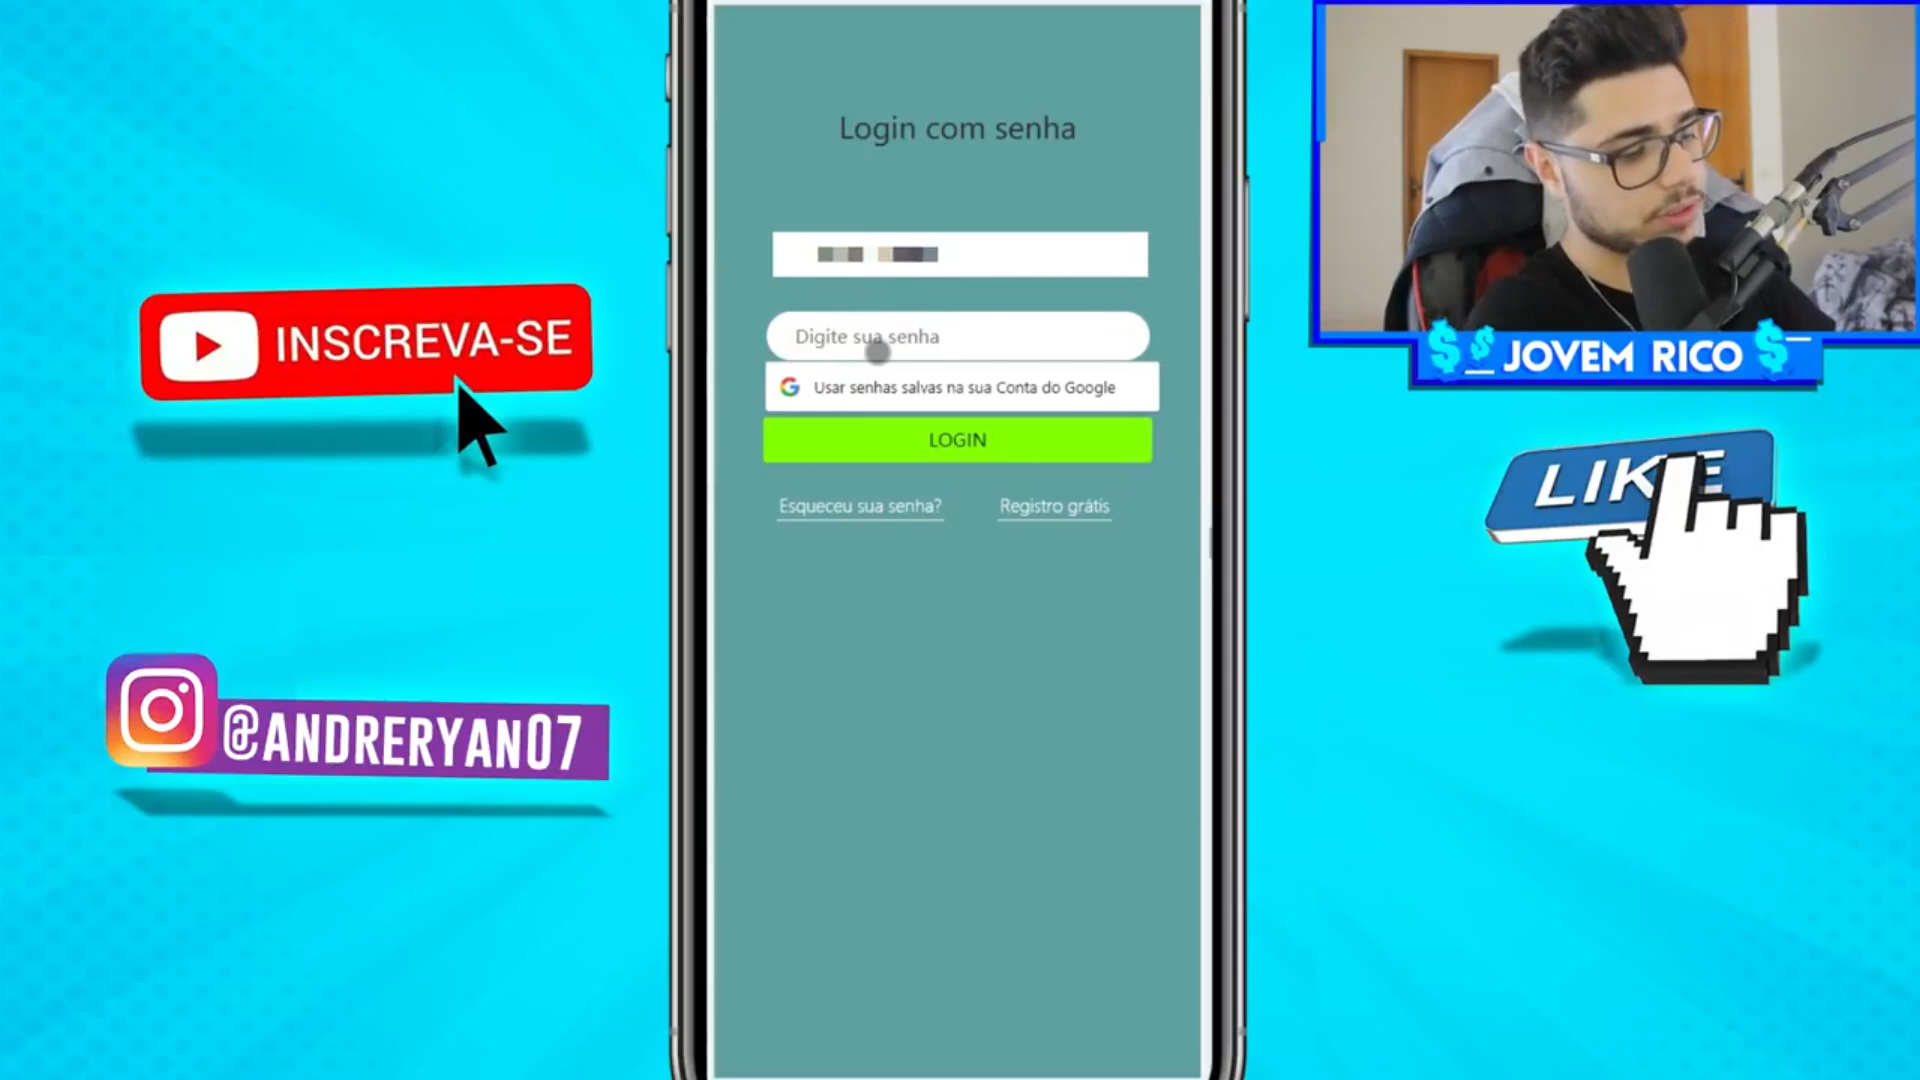 Login com senha
Digite sua senha
Usar senhas salvas na sua Conta do Google
LOGIN
Esqueceu sua senha?
Registro grátis
INSCREVA-SE
@ANDRERYAN07
JOVEM RICO
LIKE